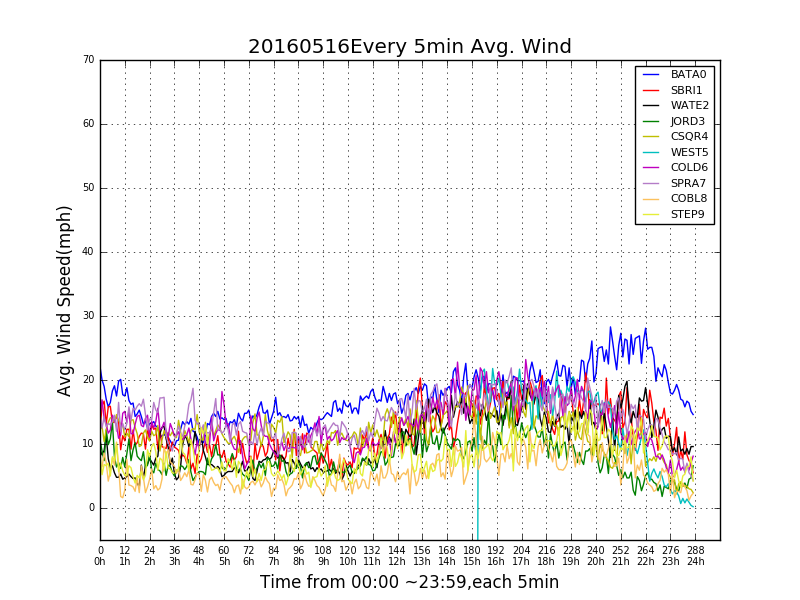 20160516Every 5min Avg. Wind
70
60
50
40
30
20
10
0
Avg. Wind Speed(mph)
BATA0
SBRI1
WATE2
JORD3
CSQR4
WEST5
COLD6
SPRA7
COBL8
STEP9
0 12 24 36 48 60 72 84 96 108 120 132 144 156 168 180 192 204 216 228 240 252 264 276 288
0h 1h 2h 3h 4h 5h 6h 7h 8h 9h 10h 11h 12h 13h 14h 15h 16h 17h 18h 19h 20h 21h 22h 23h 24h
Time from 00:00 ~23:59,each 5min